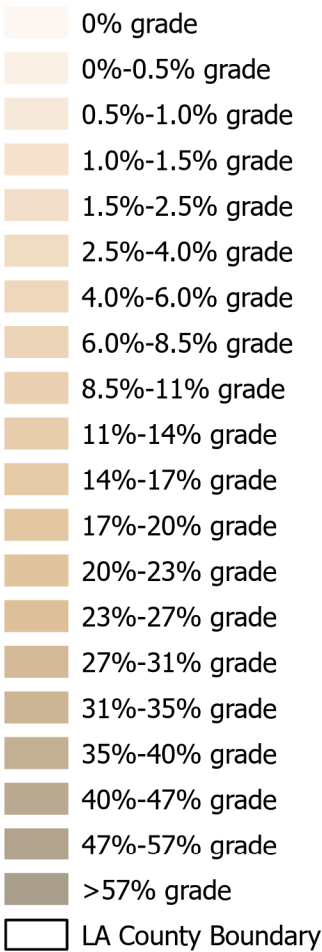 0% grade
0%-0.5% grade
0.5%-1.0% grade
1.0%-1.5% grade
1.5%-2.5% grade
2.5%-4.0% grade
4.0%-6.0% grade
6.0%-8.5% grade
8.5%-11% grade
11%-14% grade
14%-17% grade
17%-20% grade
20%-23% grade
23%-27% grade
27%-31% grade
31%-35% grade
35%-40% grade
40%-47% grade
47%-57% grade
>57% grade
LA County Boundary